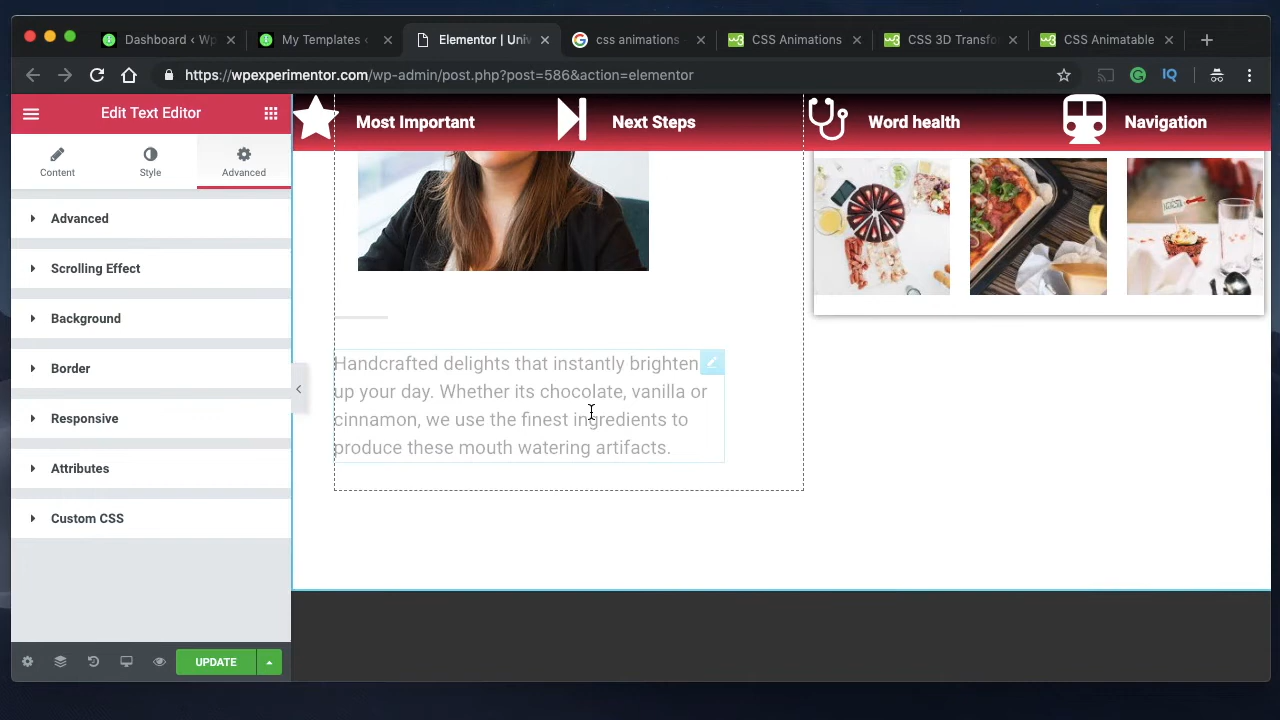 Dashboard ‹ Wp
My Templates ‹
Elementor | Uni
css animations
CSS Animations
CSS 3D Transfo
CSS Animatable
https://wpexperimentor.com/wp-admin/post.php?post=586&action=elementor
IQ
Edit Text Editor
Most Important
Next Steps
Word health
Navigation
Content
Style
Advanced
Advanced
Scrolling Effect
Background
Border
Responsive
Attributes
Custom CSS
Handcrafted delights that instantly brighten
up your day. Whether its chocolate, vanilla or
cinnamon, we use the finest ingredients to
produce these mouth watering artifacts.
UPDATE